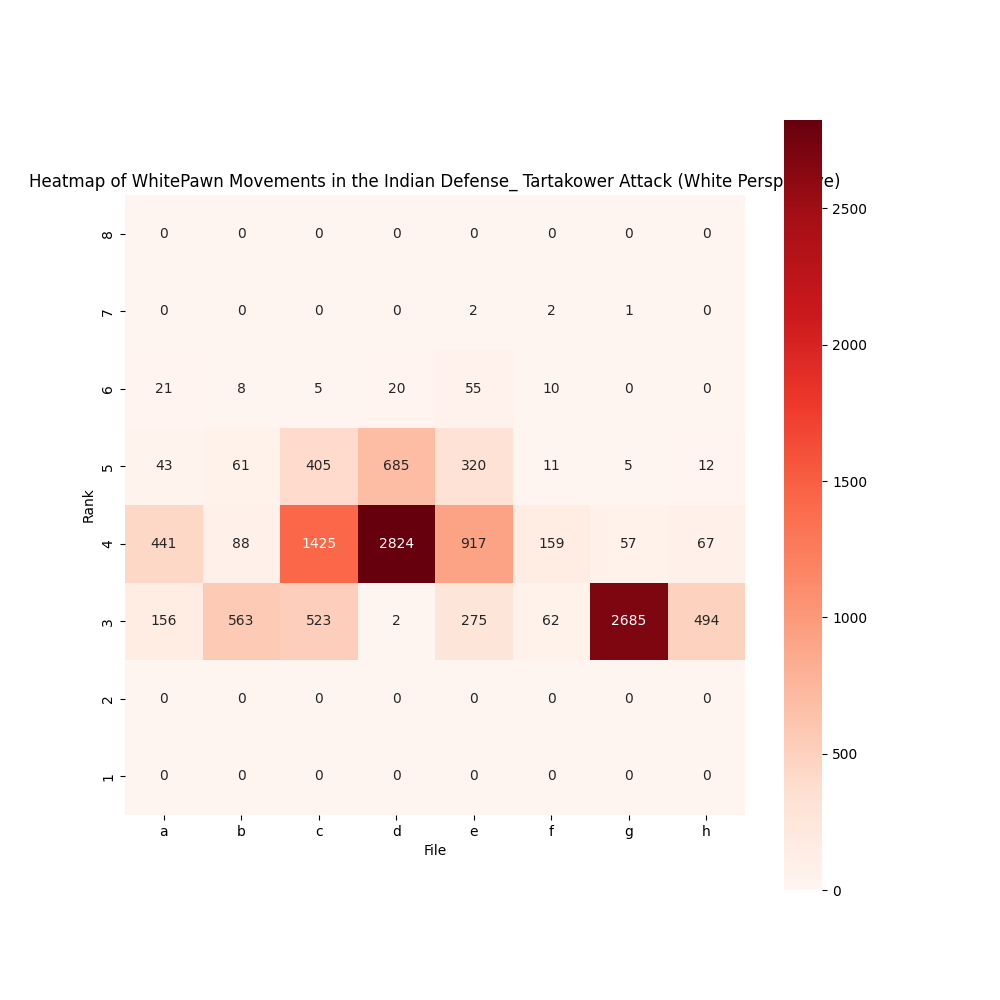 Heatmap of WhitePawn Movements in the Indian Defense_ Tartakower Attack (White Perspective)
8 0 0 0 0 0 0 0 0
7 0 0 0 0 2 2 1 0
6 21 8 5 20 55 10 0 0
5 43 61 405 685 320 11 5 12
Rank
4 441 88 1425 2824 917 159 57 67
3 156 563 523 2 275 62 2685 494
2 0 0 0 0 0 0 0 0
1 0 0 0 0 0 0 0 0
a b c d e f g h
File
2500
2000
1500
1000
500
0